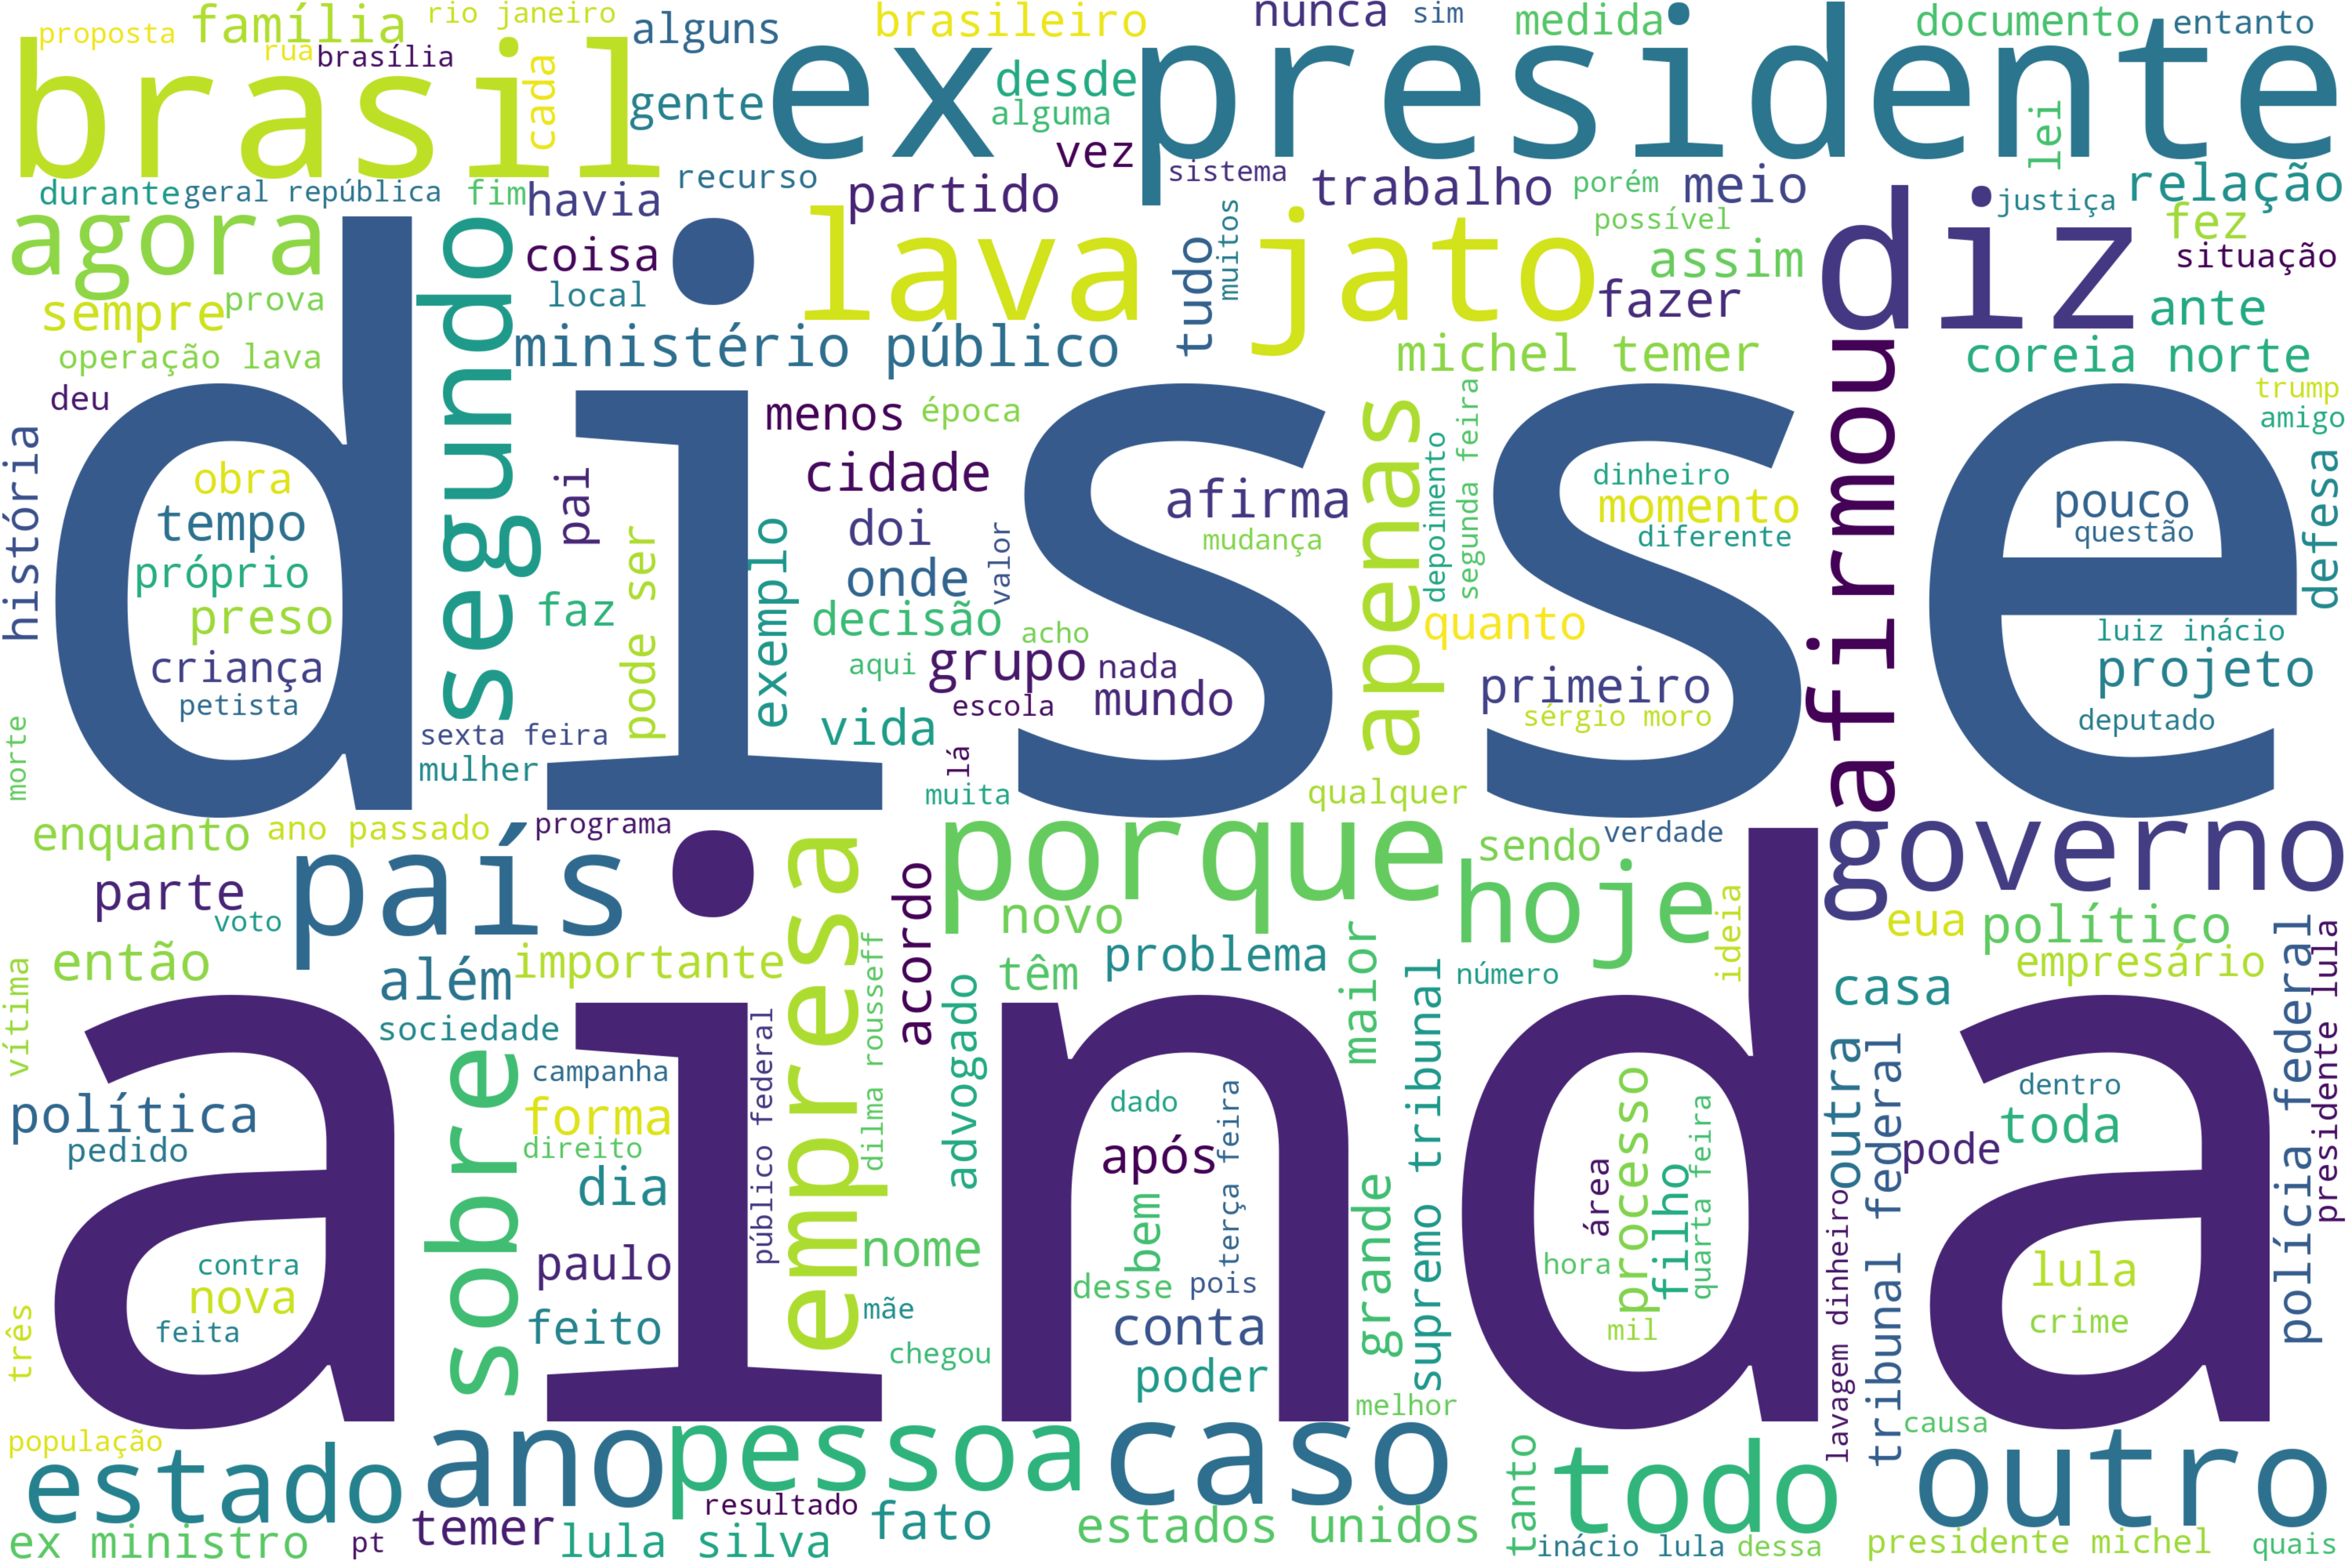 proposta
família
rio janeiro
alguns
brasileiro
nunca
sim
medida
documento
entanto
rua
brasília
brasil
cada
gente
ex presidente
desde
alguma
vez
lei
durante
geral república
fim
havia
recurso
partido
sistema
trabalho
porém
meio
justiça
relação
agora
segundo
coisa
lava jato
tudo
muitos
possível
assim
diz
fez
situação
sempre
prova
local
fazer
ante
operação lava
ministério público
michel temer
coreia norte
deu
disse
menos
época
apenas
afirmou
trump
amigo
história
obra
tempo
próprio
preso
criança
petista
pai
faz
pode ser
exemplo
cidade
doi
onde
valor
decisão
acho
aqui
grupo
nada
escola
mundo
vida
lá
muita
afirma
mudança
depoimento
segunda feira
dinheiro
momento
diferente
quanto
primeiro
sérgio moro
qualquer
pouco
questão
defesa
luiz inácio
projeto
deputado
morte
sexta feira
mulher
enquanto
ano passado
programa
país
parte
voto
empresa
porque
sendo
verdade
governo
hoje
acordo
novo
têm
problema
maior
número
ideia
eua
político
empresário
então
além
importante
sociedade
dilma rousseff
advogado
supremo tribunal
casa
polícia federal
presidente lula
vítima
ainda
sobre
campanha
forma
direito
dia
público federal
paulo
feito
política
pedido
contra
nova
feita
três
nome
mãe
chegou
dado
após
terça feira
bem
desse
pois
conta
poder
grande
melhor
área
processo
filho
quarta feira
hora
mil
lavagem dinheiro
outra
tribunal federal
pode
dentro
toda
lula
crime
causa
população
estado
ano
pessoa
caso
todo
outro
tanto
ex ministro
pt
temer
resultado
lula silva
fato
estados unidos
inácio lula
dessa
presidente michel
quais